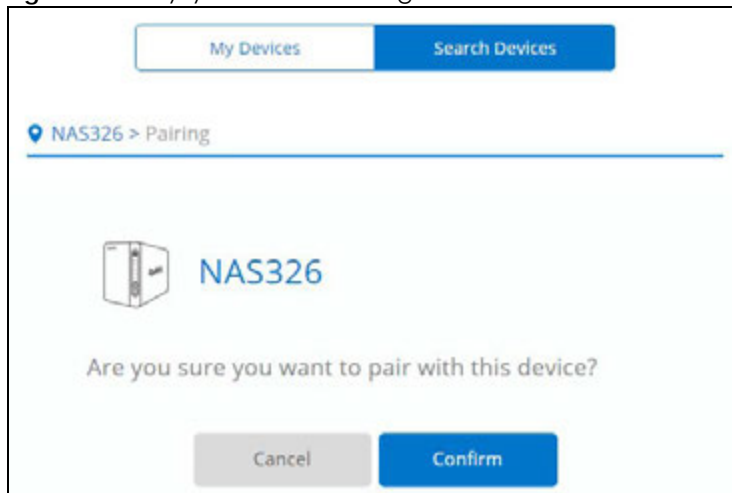 My Devices
Search Devices
NAS326 > Pairing
NAS326
Are you sure you want to pair with this device?
Cancel
Confirm